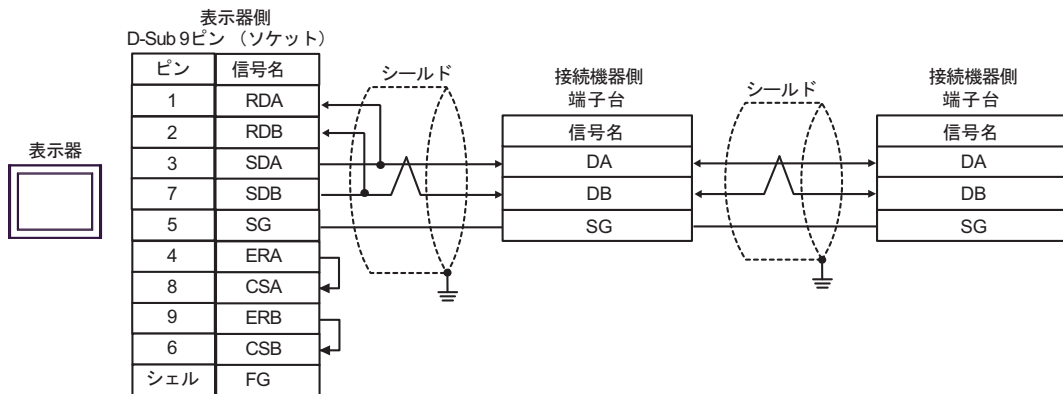 表示器側
D-Sub 9ピン （ソケット）
ピン 信号名
1 RDA
2 RDB
3 SDA
7 SDB
5 SG
4 ERA
8 CSA
9 ERB
6 CSB
シェル FG
表示器
シールド
接続機器側
端子台
信号名
DA
DB
SG
シールド
接続機器側
端子台
信号名
DA
DB
SG